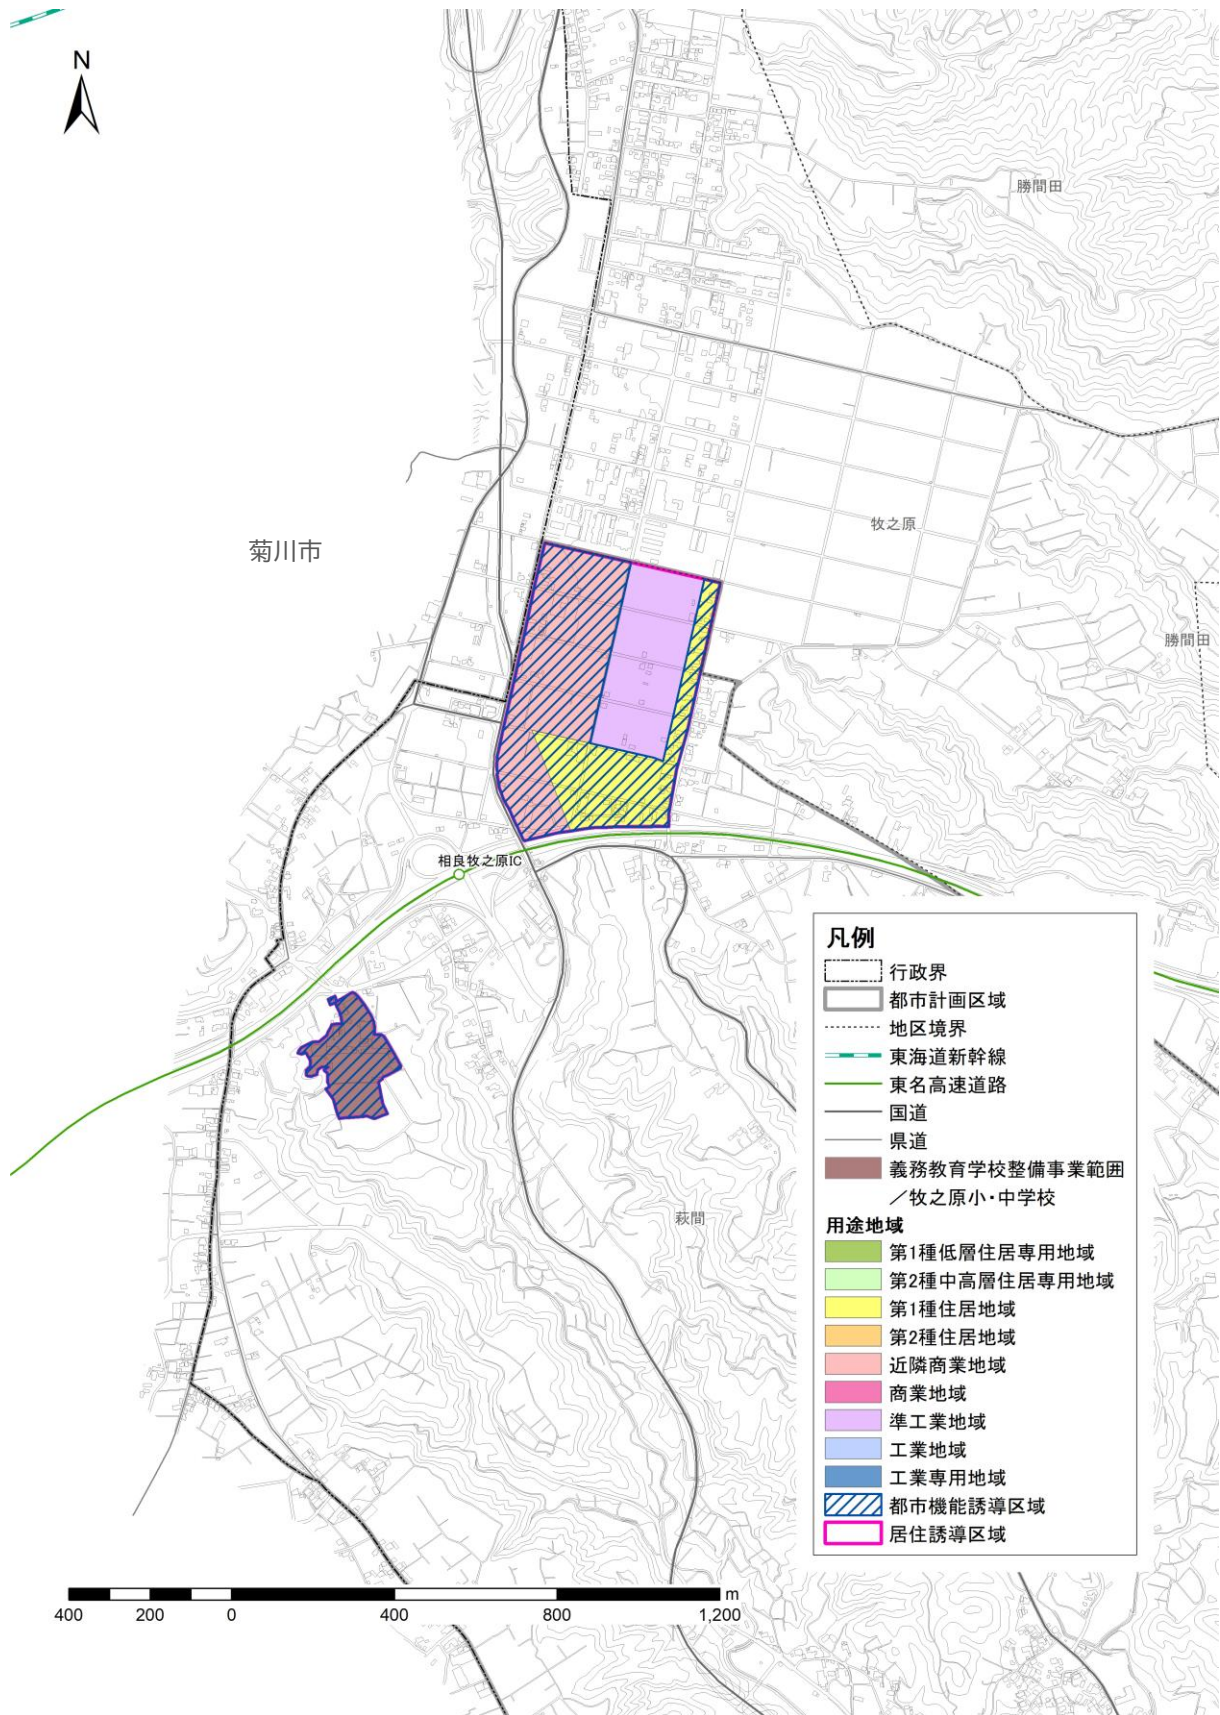 N
勝間田
牧之原
菊川市
勝間田
相良牧之原IC
凡例
行政界
都市計画区域
地区境界
東海道新幹線
東名高速道路
国道
県道
義務教育学校整備事業範囲
／牧之原小・中学校
用途地域
第1種低層住居専用地域
第2種中高層住居専用地域
第1種住居地域
第2種住居地域
近隣商業地域
商業地域
準工業地域
工業地域
工業専用地域
都市機能誘導区域
居住誘導区域
萩間
m
400 200 0 400 800 1,200